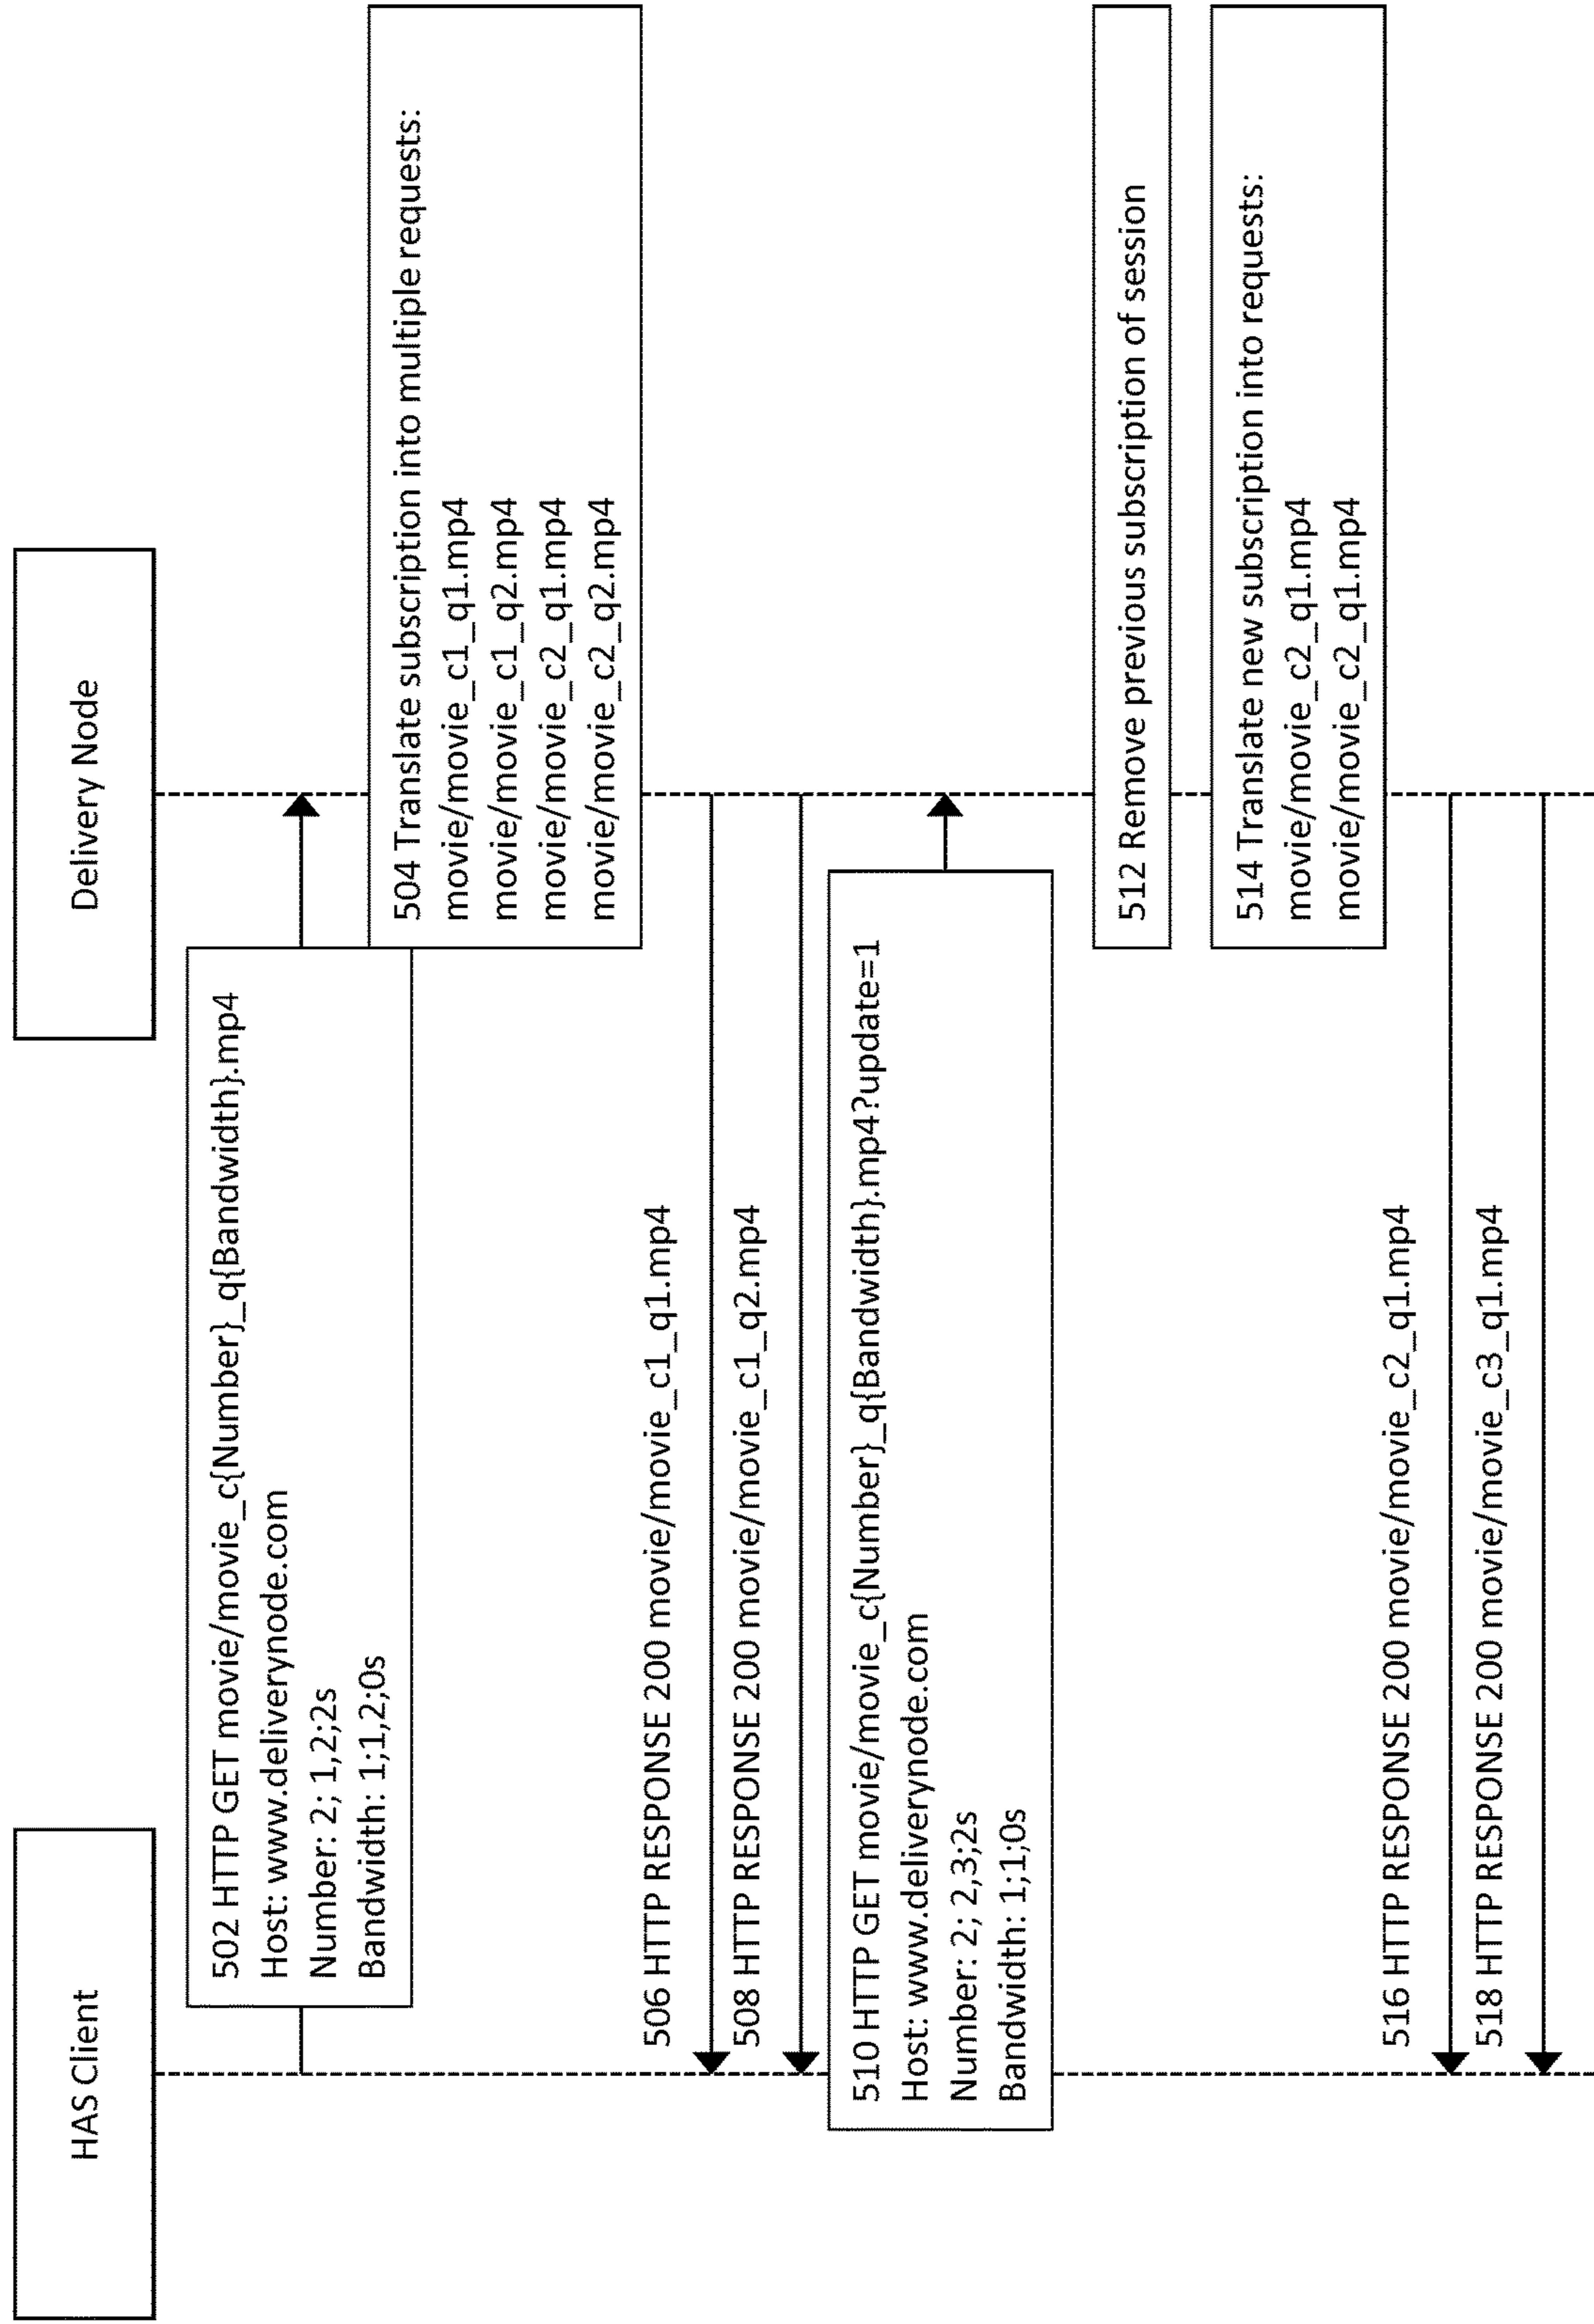 HAS Client
Delivery Node
502 HTTP GET movie/movie_c{Number}_q{Bandwidth}.mp4
Host: www.deliverynode.com
Number: 2; 1,2;2s
Bandwidth: 1;1,2;0s
504 Translate subscription into multiple requests:
movie/movie_c1_q1.mp4
movie/movie_c1_q2.mp4
movie/movie_c2_q1.mp4
movie/movie_c2_q2.mp4
506 HTTP RESPONSE 200 movie/movie_c1_q1.mp4
508 HTTP RESPONSE 200 movie/movie_c1_q2.mp4
510 HTTP GET movie/movie_c{Number}_q{Bandwidth}.mp4?update=1
Host: www.deliverynode.com
Number: 2; 2,3;2s
Bandwidth: 1;1;0s
512 Remove previous subscription of session
514 Translate new subscription into requests:
movie/movie_c2_q1.mp4
movie/movie_c2_q1.mp4
516 HTTP RESPONSE 200 movie/movie_c2_q1.mp4
518 HTTP RESPONSE 200 movie/movie_c3_q1.mp4